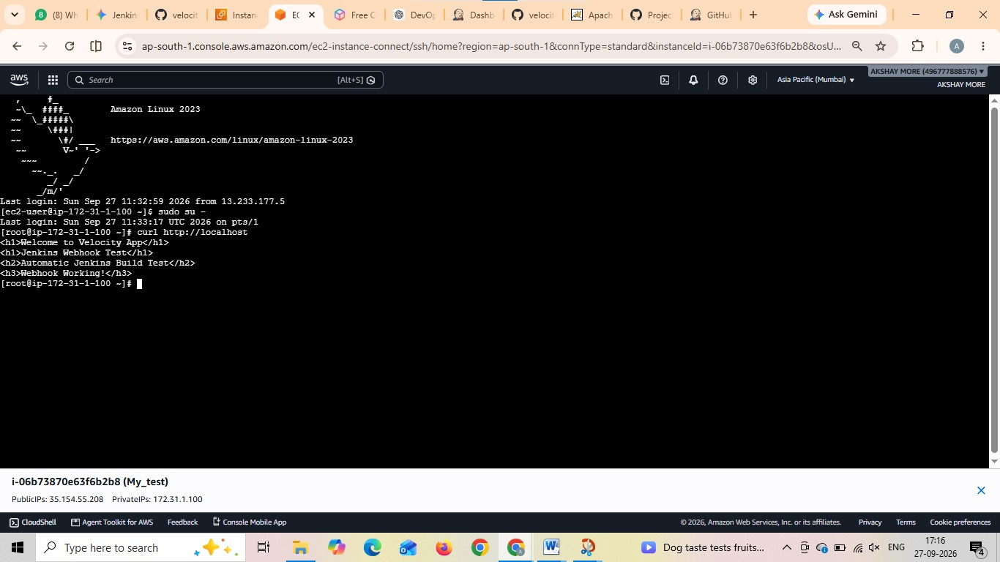 (8) Wh
Jenkin
velocit
Instan
EC
Free C
DevOp
Dashb
velocit
Apach
Projec
GitHub
Ask Gemini
ap-south-1.console.aws.amazon.com/ec2-instance-connect/ssh/home?region=ap-south-1&connType=standard&instanceId=i-06b73870e63f6b2b8&osU...
A
aws
Search
[Alt+S]
Asia Pacific (Mumbai)
AKSHAY MORE (496777888576)
AKSHAY MORE
,     #_
~\_  ####_        Amazon Linux 2023
~~  \_#####\
~~     \###|
~~       \#/ ___   https://aws.amazon.com/linux/amazon-linux-2023
~~       V~' '->
~~~         /
~~._.   _/
_/ _/
_/m/'
Last login: Sun Sep 27 11:32:59 2026 from 13.233.177.5
[ec2-user@ip-172-31-1-100 ~]$ sudo su -
Last login: Sun Sep 27 11:33:17 UTC 2026 on pts/1
[root@ip-172-31-1-100 ~]# curl http://localhost
<h1>Welcome to Velocity App</h1>
<h1>Jenkins Webhook Test</h1>
<h2>Automatic Jenkins Build Test</h2>
<h3>Webhook Working!</h3>
[root@ip-172-31-1-100 ~]#
i-06b73870e63f6b2b8 (My_test)
PublicIPs: 35.154.55.208 PrivateIPs: 172.31.1.100
CloudShell
Agent Toolkit for AWS
Feedback
Console Mobile App
© 2026, Amazon Web Services, Inc. or its affiliates.
Privacy
Terms
Cookie preferences
Type here to search
Dog taste tests fruits...
ENG
17:16
27-09-2026
4